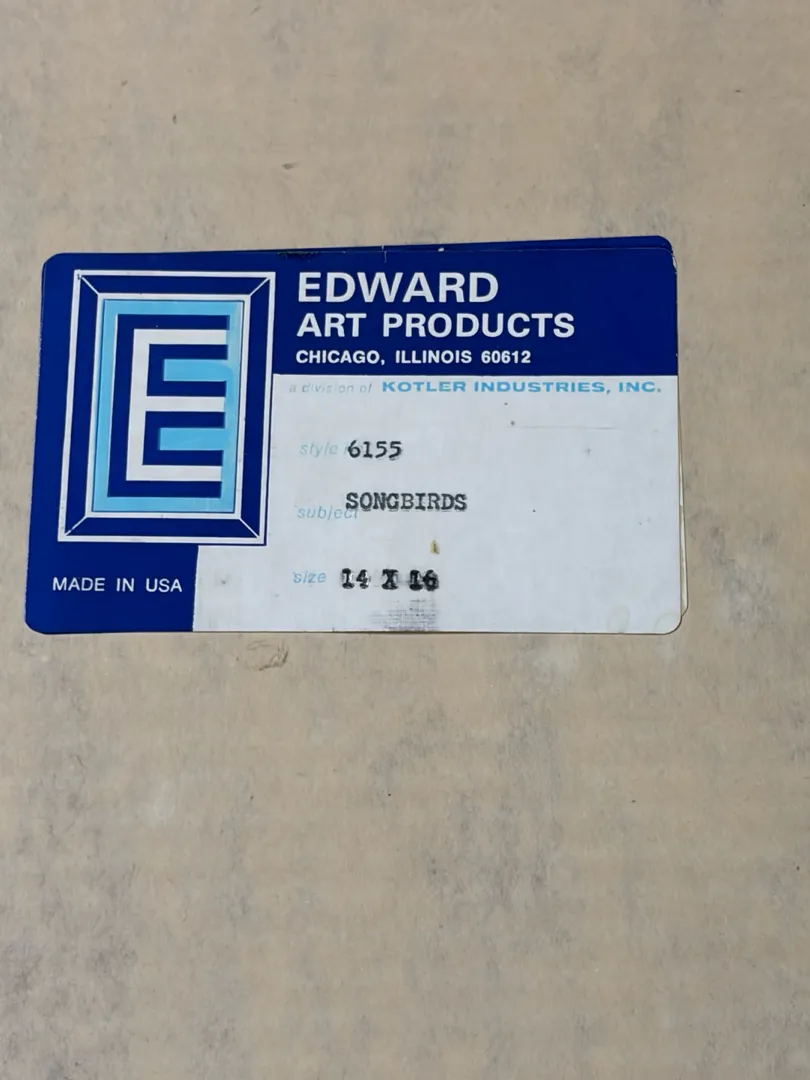 EDWARD
ART PRODUCTS
CHICAGO, ILLINOIS 60612
a division of KOTLER INDUSTRIES, INC.
style 6155
subject SONGBIRDS
size 14 X 16
MADE IN USA